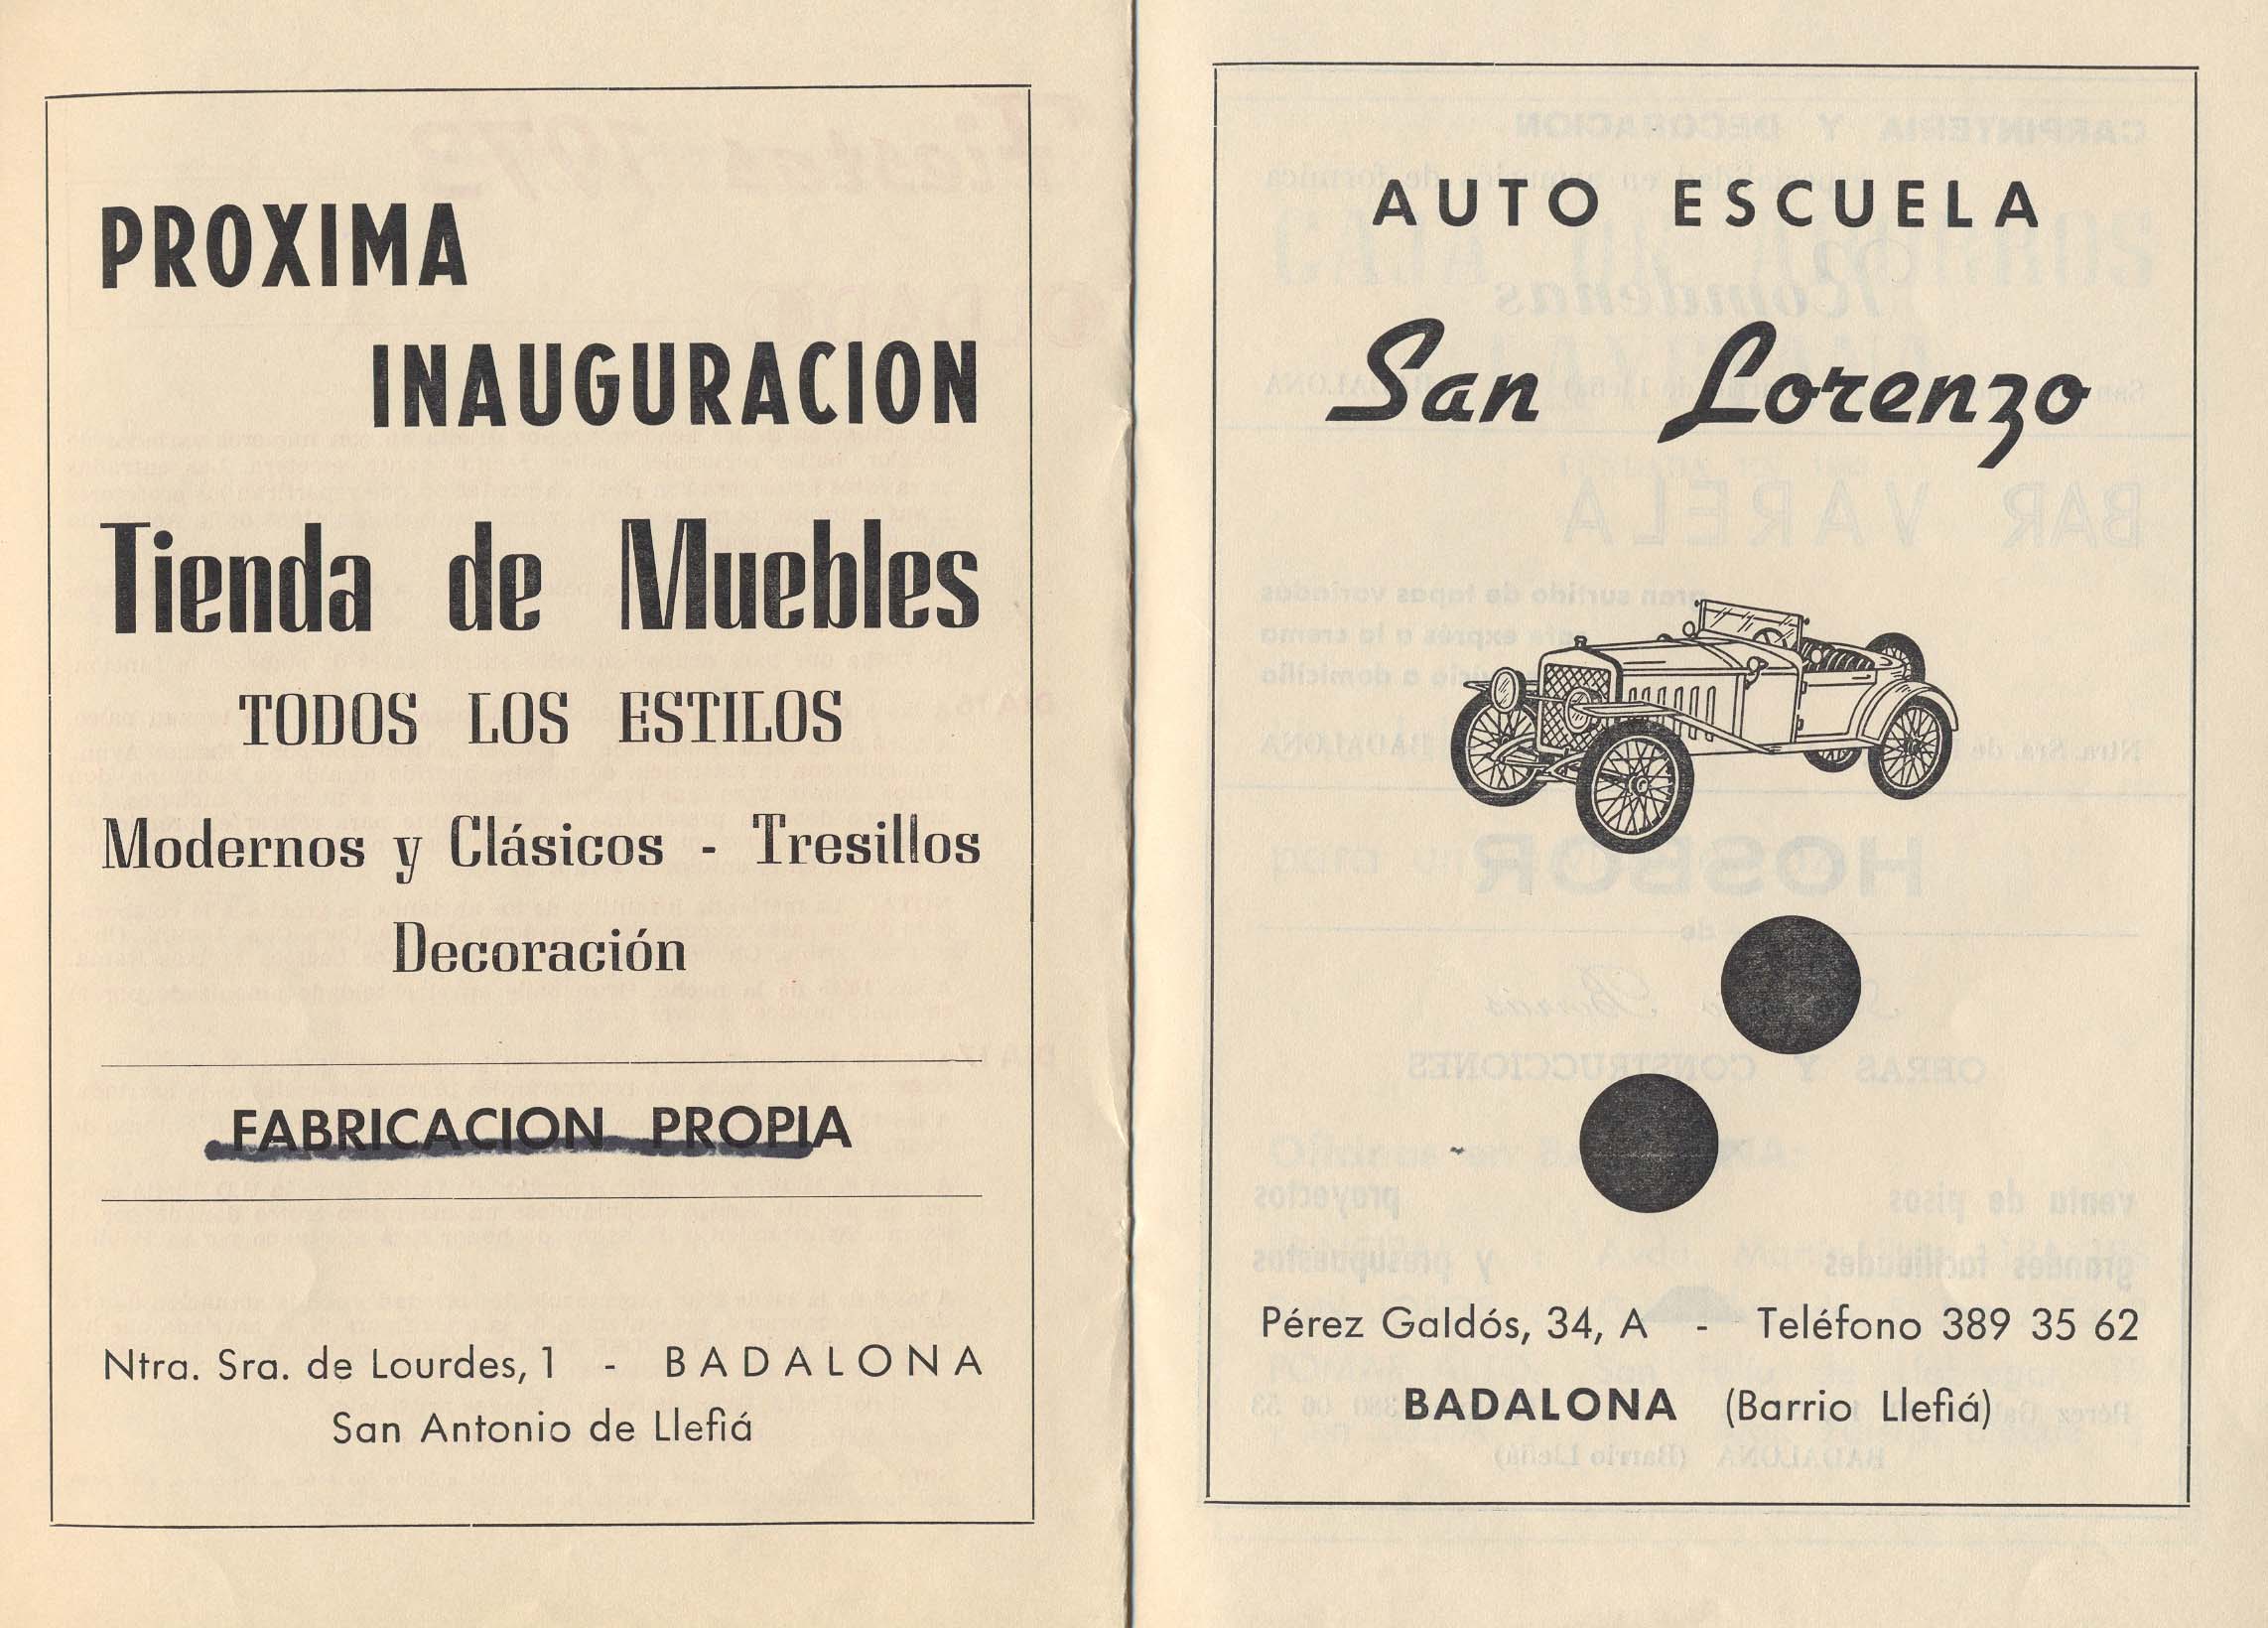 PROXIMA
INAUGURACION
Tienda de Muebles
TODOS LOS ESTILOS
Modernos y Clásicos - Tresillos
Decoración
FABRICACION PROPIA
Ntra. Sra. de Lourdes, 1 - BADALONA
San Antonio de Llefiá
AUTO ESCUELA
San Lorenzo
Pérez Galdós, 34, A - Teléfono 389 35 62
BADALONA (Barrio Llefiá)